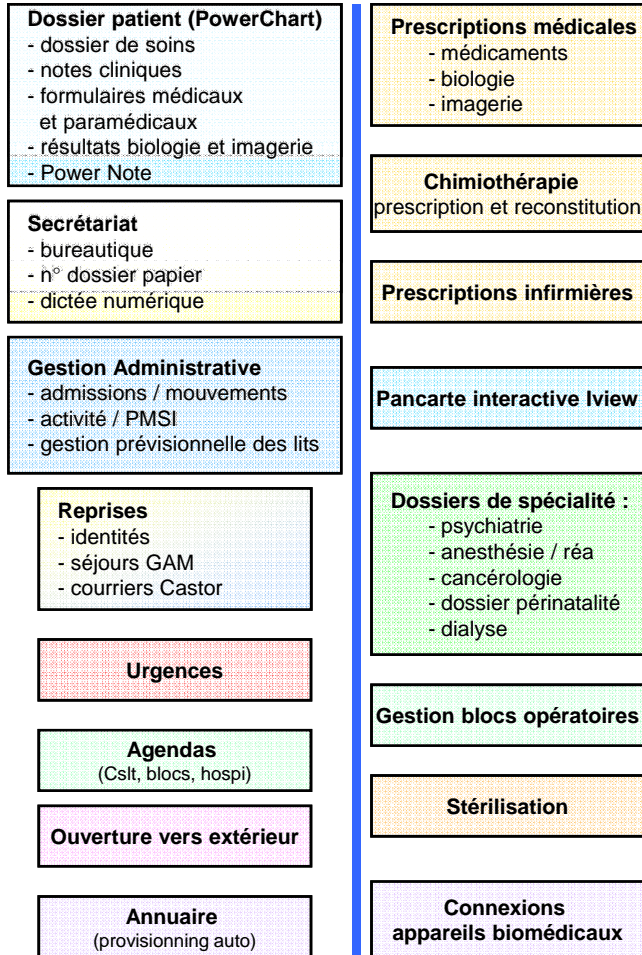 Dossier patient (PowerChart)
- dossier de soins
- notes cliniques
- formulaires médicaux
et paramédicaux
- résultats biologie et imagerie
- Power Note
Secrétariat
- bureautique
- n° dossier papier
- dictée numérique
Gestion Administrative
- admissions / mouvements
- activité / PMSI
- gestion prévisionnelle des lits
Reprises
- identités
- séjours GAM
- courriers Castor
Urgences
Agendas
(Cslt, blocs, hospi)
Ouverture vers extérieur
Annuaire
(provisionning auto)
Prescriptions médicales
- médicaments
- biologie
- imagerie
Chimiothérapie
prescription et reconstitution
Prescriptions infirmières
Pancarte interactive Iview
Dossiers de spécialité :
- psychiatrie
- anesthésie / réa
- cancérologie
- dossier périnatalité
- dialyse
Gestion blocs opératoires
Stérilisation
Connexions
appareils biomédicaux